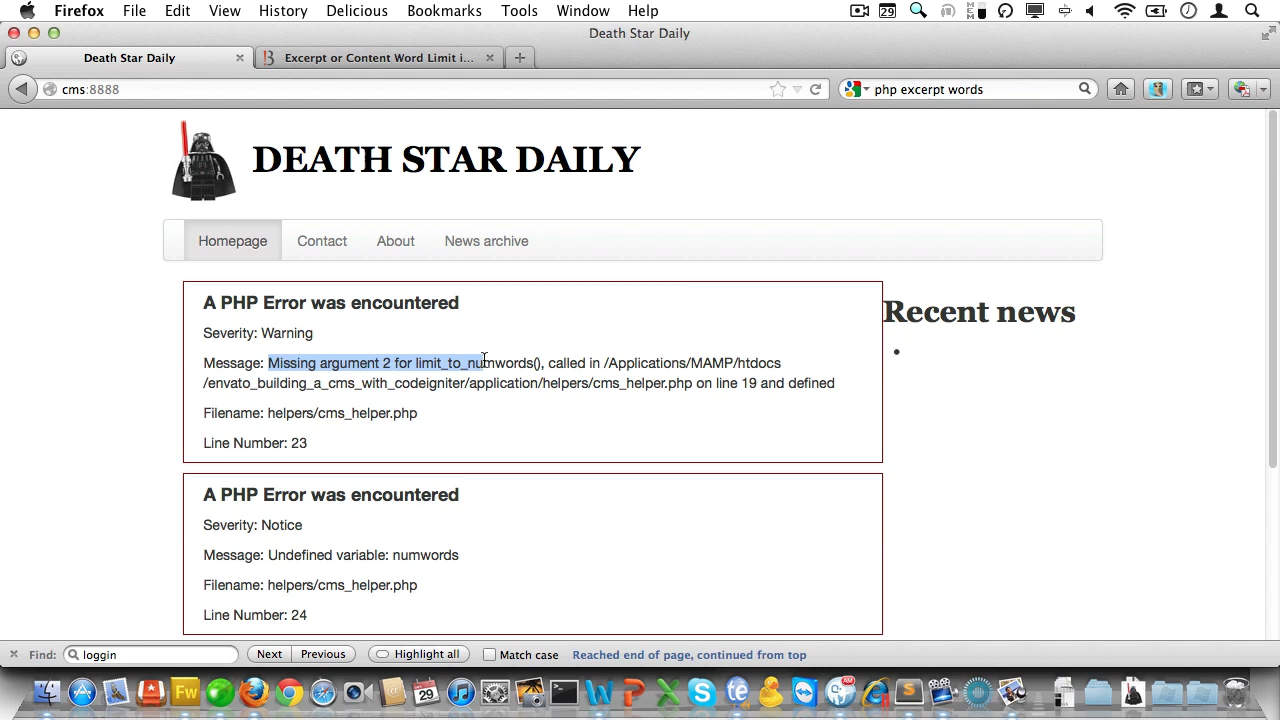 Firefox File Edit View History Delicious Bookmarks Tools Window Help
29
Death Star Daily
Death Star Daily Excerpt or Content Word Limit i...
cms:8888 php excerpt words
DEATH STAR DAILY
Homepage Contact About News archive
A PHP Error was encountered
Severity: Warning
Message: Missing argument 2 for limit_to_numwords(), called in /Applications/MAMP/htdocs
/envato_building_a_cms_with_codeigniter/application/helpers/cms_helper.php on line 19 and defined
Filename: helpers/cms_helper.php
Line Number: 23
Recent news
A PHP Error was encountered
Severity: Notice
Message: Undefined variable: numwords
Filename: helpers/cms_helper.php
Line Number: 24
Find: loggin Next Previous Highlight all Match case Reached end of page, continued from top
Fw 29 W P X S te AM S